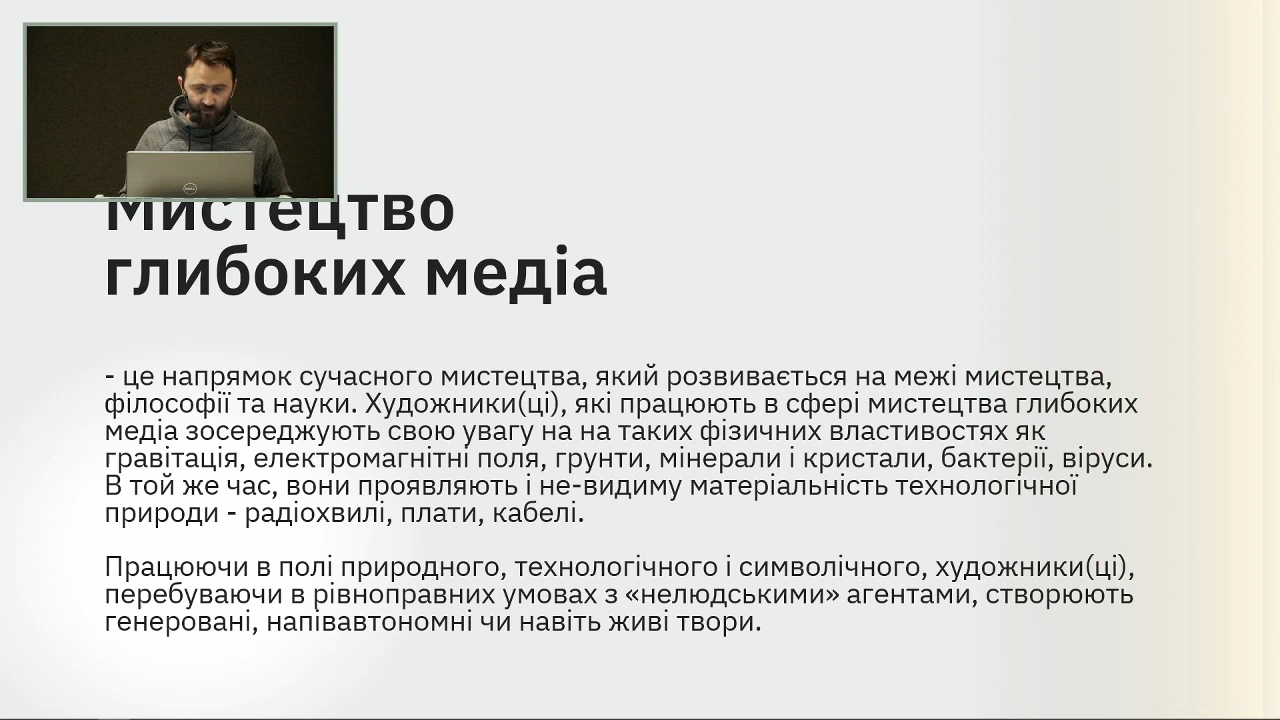 Мистецтво
глибоких медіа
- це напрямок сучасного мистецтва, який розвивається на межі мистецтва,
філософії та науки. Художники(ці), які працюють в сфері мистецтва глибоких
медіа зосереджують свою увагу на на таких фізичних властивостях як
гравітація, електромагнітні поля, грунти, мінерали і кристали, бактерії, віруси.
В той же час, вони проявляють і не-видиму матеріальність технологічної
природи - радіохвилі, плати, кабелі.
Працюючи в полі природного, технологічного і символічного, художники(ці),
перебуваючи в рівноправних умовах з «нелюдськими» агентами, створюють
генеровані, напівавтономні чи навіть живі твори.